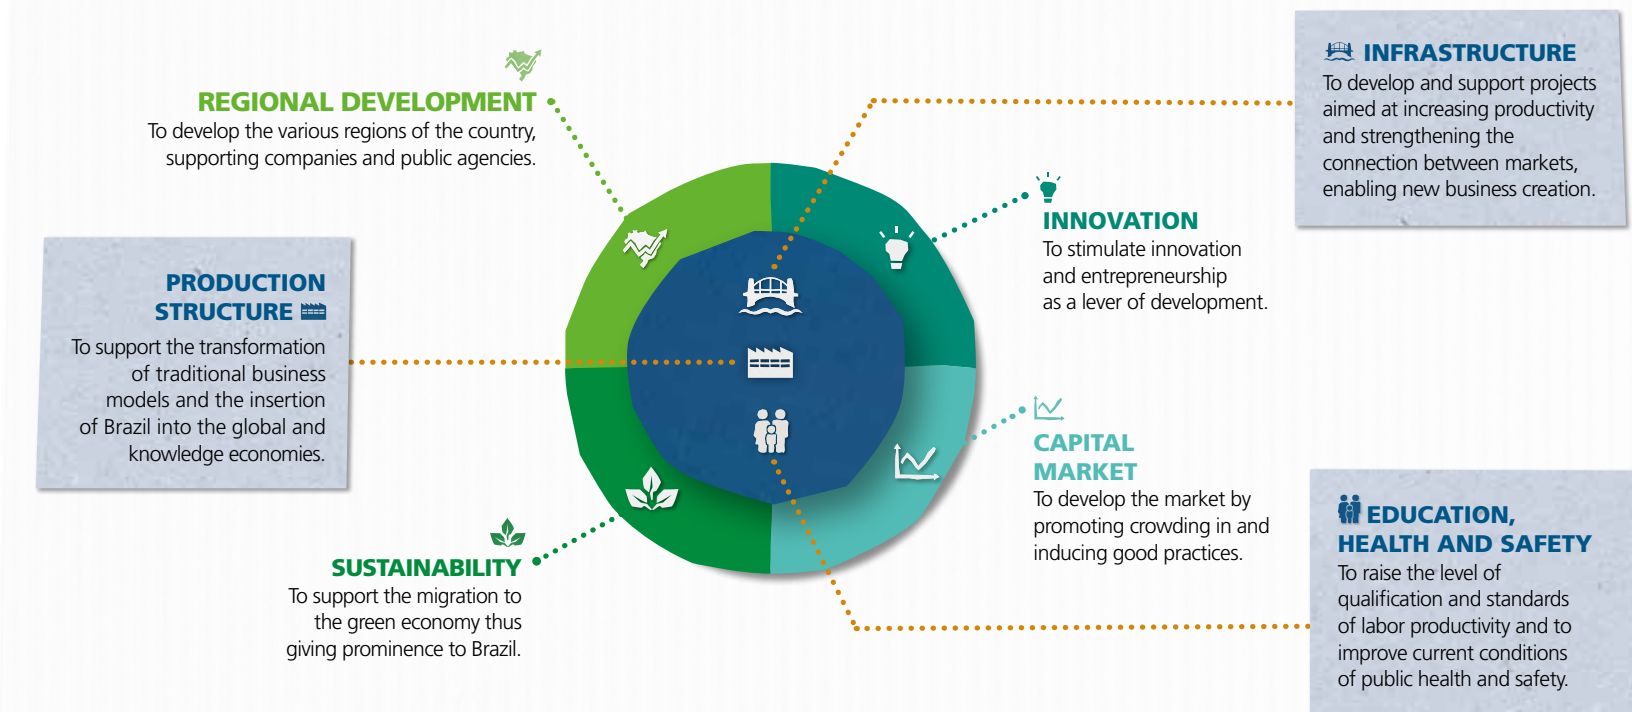 REGIONAL DEVELOPMENT
To develop the various regions of the country,
supporting companies and public agencies.
INFRASTRUCTURE
To develop and support projects
aimed at increasing productivity
and strengthening the
connection between markets,
enabling new business creation.
INNOVATION
To stimulate innovation
and entrepreneurship
as a lever of development.
PRODUCTION
STRUCTURE
To support the transformation
of traditional business
models and the insertion
of Brazil into the global and
knowledge economies.
CAPITAL
MARKET
To develop the market by
promoting crowding in and
inducing good practices.
SUSTAINABILITY
To support the migration to
the green economy thus
giving prominence to Brazil.
EDUCATION,
HEALTH AND SAFETY
To raise the level of
qualification and standards
of labor productivity and to
improve current conditions
of public health and safety.